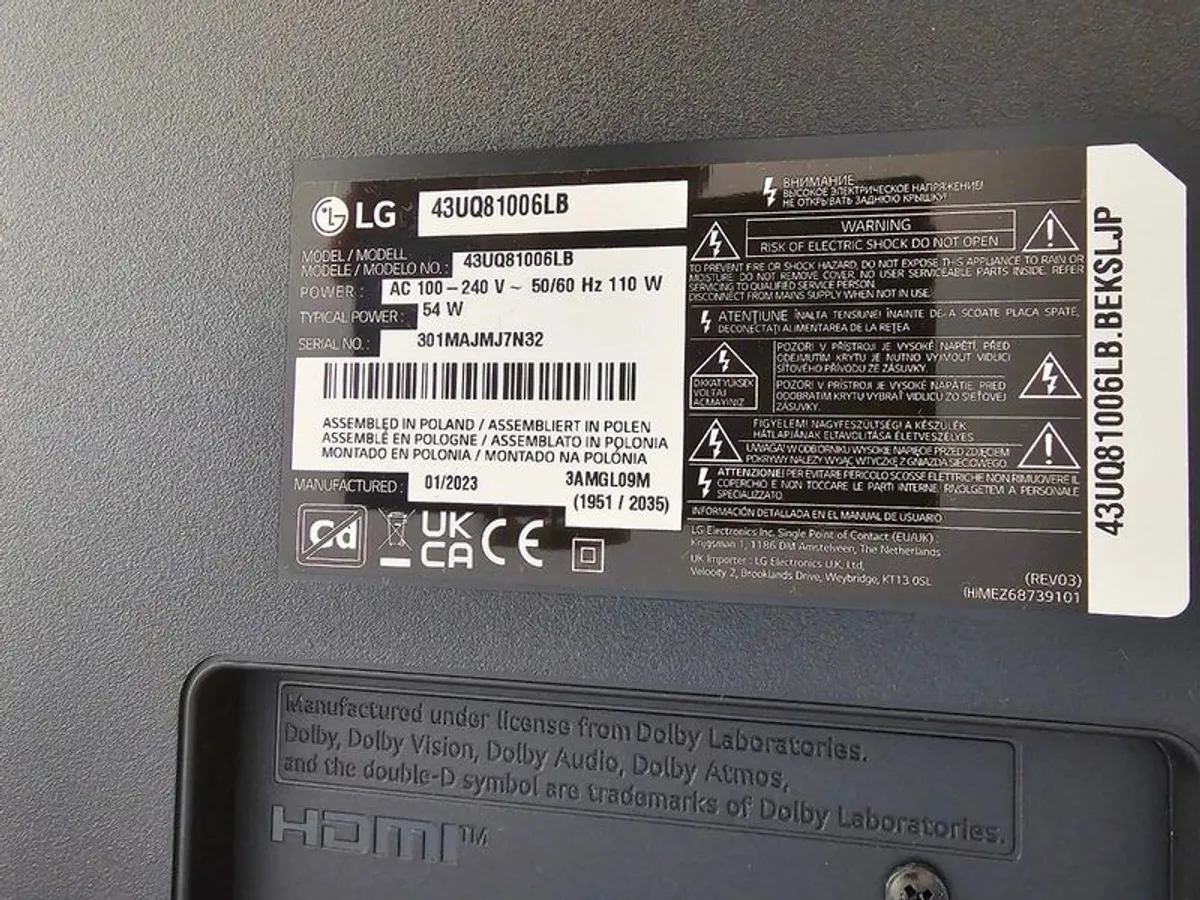 LG 43UQ81006LB
MODEL / MODELL
MODELE / MODELO NO. : 43UQ81006LB
POWER : AC 100 – 240 V ~ 50/60 Hz 110 W
TYPICAL POWER : 54 W
SERIAL NO. : 301MAJMJ7N32
ASSEMBLED IN POLAND / ASSEMBLIERT IN POLEN
ASSEMBLÉ EN POLOGNE / ASSEMBLATO IN POLONIA
MONTADO EN POLONIA / MONTADO NA POLÓNIA
MANUFACTURED : 01/2023 3AMGL09M
(1951 / 2035)
Cd UK
CA CE
ВНИМАНИЕ
ВЫСОКОЕ ЭЛЕКТРИЧЕСКОЕ НАПРЯЖЕНИЕ!
НЕ ОТКРЫВАТЬ ЗАДНЮЮ КРЫШКУ!
WARNING
RISK OF ELECTRIC SHOCK DO NOT OPEN
TO PREVENT FIRE OR SHOCK HAZARD, DO NOT EXPOSE THIS APPLIANCE TO RAIN OR
MOISTURE. DO NOT REMOVE COVER. NO USER SERVICEABLE PARTS INSIDE. REFER
SERVICING TO QUALIFIED SERVICE PERSON.
DISCONNECT FROM MAINS SUPPLY WHEN NOT IN USE.
ATENŢIUNE ÎNALTA TENSIUNE! ÎNAINTE DE-A SCOATE PLACA SPATE,
DECONECTAŢI ALIMENTAREA DE LA REŢEA
DIKKAT YUKSEK
VOLTAJ
ACMAYINIZ
POZOR! V PŘÍSTROJI JE VYSOKÉ NAPĚTÍ, PŘED
ODEJMUTÍM KRYTU JE NUTNO VYJMOUT VIDLICI
SÍŤOVÉHO PŘÍVODU ZE ZÁSUVKY.
POZOR! V PRÍSTROJI JE VYSOKÉ NAPÄTIE. PRED
ODOBRATÍM KRYTU VYBRAŤ VIDLICU ZO SIEŤOVEJ
ZÁSUVKY.
FIGYELEM! NAGYFESZÜLTSÉG! A KÉSZÜLÉK
HÁTLAPJÁNAK ELTÁVOLÍTÁSA ÉLETVESZÉLYES
UWAGA! W ODBIORNIKU WYSOKIE NAPIĘCIE PRZED ZDJĘCIEM
POKRYWY NALEŻY WYJĄĆ WTYCZKĘ Z GNIAZDA SIECIOWEGO
ATTENZIONE! PER EVITARE PERICOLO SCOSSE ELETTRICHE NON RIMUOVERE IL
COPERCHIO E NON TOCCARE LE PARTI INTERNE. RIVOLGETEVI A PERSONALE
SPECIALIZZATO
INFORMACIÓN DETALLADA EN EL MANUAL DE USUARIO
LG Electronics Inc. Single Point of Contact (EU/UK) :
Krijgsman 1, 1186 DM Amstelveen, The Netherlands
UK Importer : LG Electronics U.K. Ltd,
Velocity 2, Brooklands Drive, Weybridge, KT13 0SL
(REV03)
(H)MEZ68739101
43UQ81006LB.BEKSLJP
Manufactured under license from Dolby Laboratories.
Dolby, Dolby Vision, Dolby Audio, Dolby Atmos,
and the double-D symbol are trademarks of Dolby Laboratories.
HDMI™